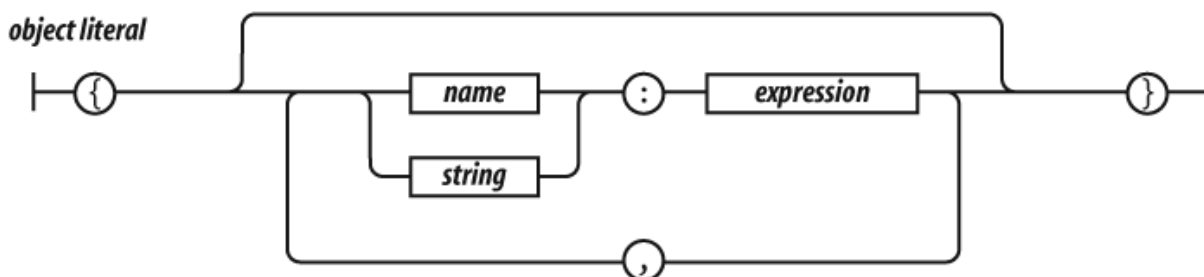 object literal
{ name : expression }
string
,